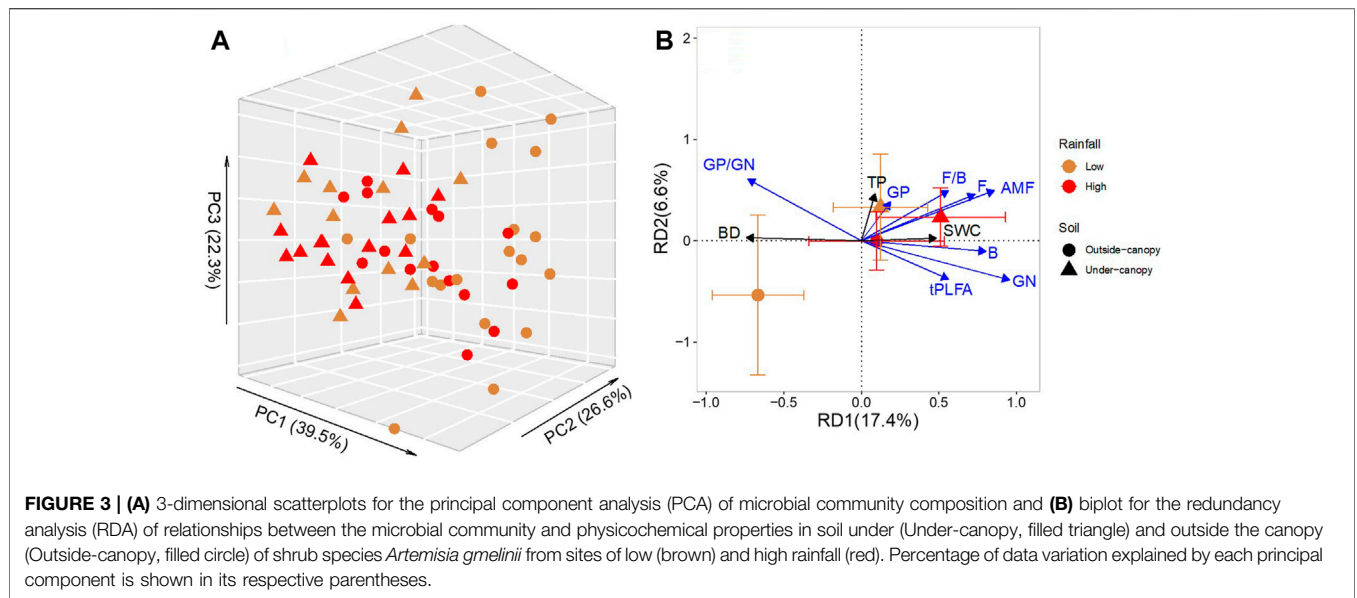 A
PC3 (22.3%)
PC1 (39.5%)
PC2 (26.6%)
B
2
1
0
−1
RD2(6.6%)
GP/GN
TP
GP
F/B
F
AMF
BD
SWC
B
tPLFA
GN
−1.0
−0.5
0.0
0.5
1.0
RD1(17.4%)
Rainfall
Low
High
Soil
Outside−canopy
Under−canopy
FIGURE 3 | (A) 3-dimensional scatterplots for the principal component analysis (PCA) of microbial community composition and (B) biplot for the redundancy
analysis (RDA) of relationships between the microbial community and physicochemical properties in soil under (Under-canopy, filled triangle) and outside the canopy
(Outside-canopy, filled circle) of shrub species Artemisia gmelinii from sites of low (brown) and high rainfall (red). Percentage of data variation explained by each principal
component is shown in its respective parentheses.